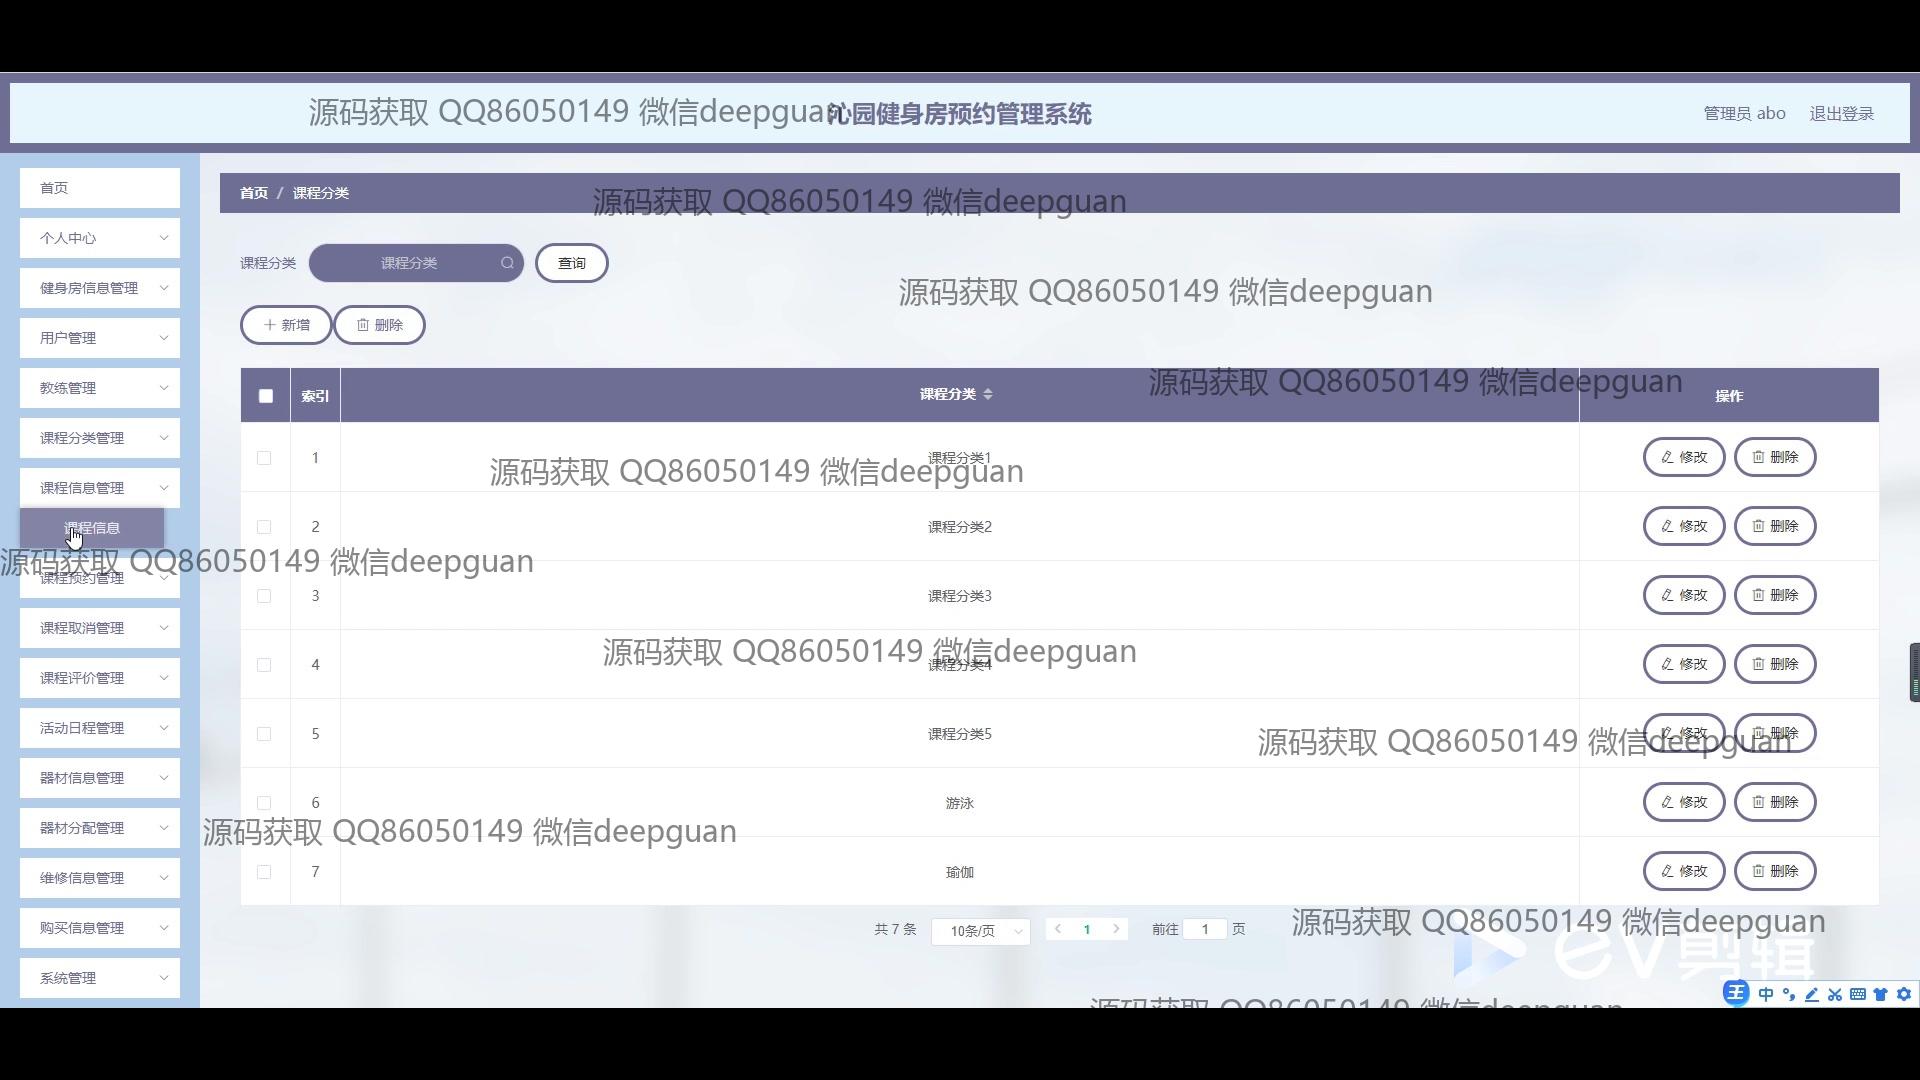 源码获取 QQ86050149 微信deepguan
沁园健身房预约管理系统
管理员 abo
退出登录
首页
个人中心
健身房信息管理
用户管理
教练管理
课程分类管理
课程信息管理
课程信息
源码获取 QQ86050149 微信deepguan
课程预约管理
课程取消管理
课程评价管理
活动日程管理
器材信息管理
器材分配管理
维修信息管理
购买信息管理
系统管理
首页 / 课程分类
源码获取 QQ86050149 微信deepguan
课程分类 课程分类 查询
源码获取 QQ86050149 微信deepguan
新增 删除
源码获取 QQ86050149 微信deepguan
索引 课程分类 操作
1 课程分类1 修改 删除
源码获取 QQ86050149 微信deepguan
2 课程分类2 修改 删除
3 课程分类3 修改 删除
源码获取 QQ86050149 微信deepguan
4 课程分类4 修改 删除
5 课程分类5 修改 删除
源码获取 QQ86050149 微信deepguan
6 游泳 修改 删除
源码获取 QQ86050149 微信deepguan
7 瑜伽 修改 删除
共 7 条 10条/页 1 前往 1 页
源码获取 QQ86050149 微信deepguan
EV剪辑
王 中
源码获取 QQ86050149 微信deepguan